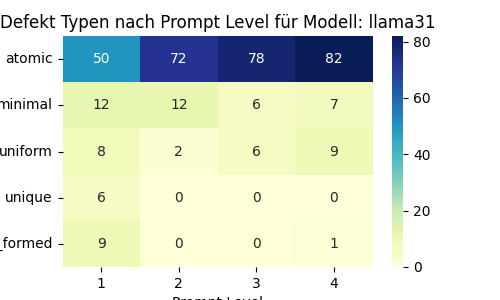 Defekt Typen nach Prompt Level für Modell: llama31
atomic 50 72 78 82
minimal 12 12 6 7
uniform 8 2 6 9
unique 6 0 0 0
_formed 9 0 0 1
1 2 3 4
Prompt Level
80
60
40
20
0